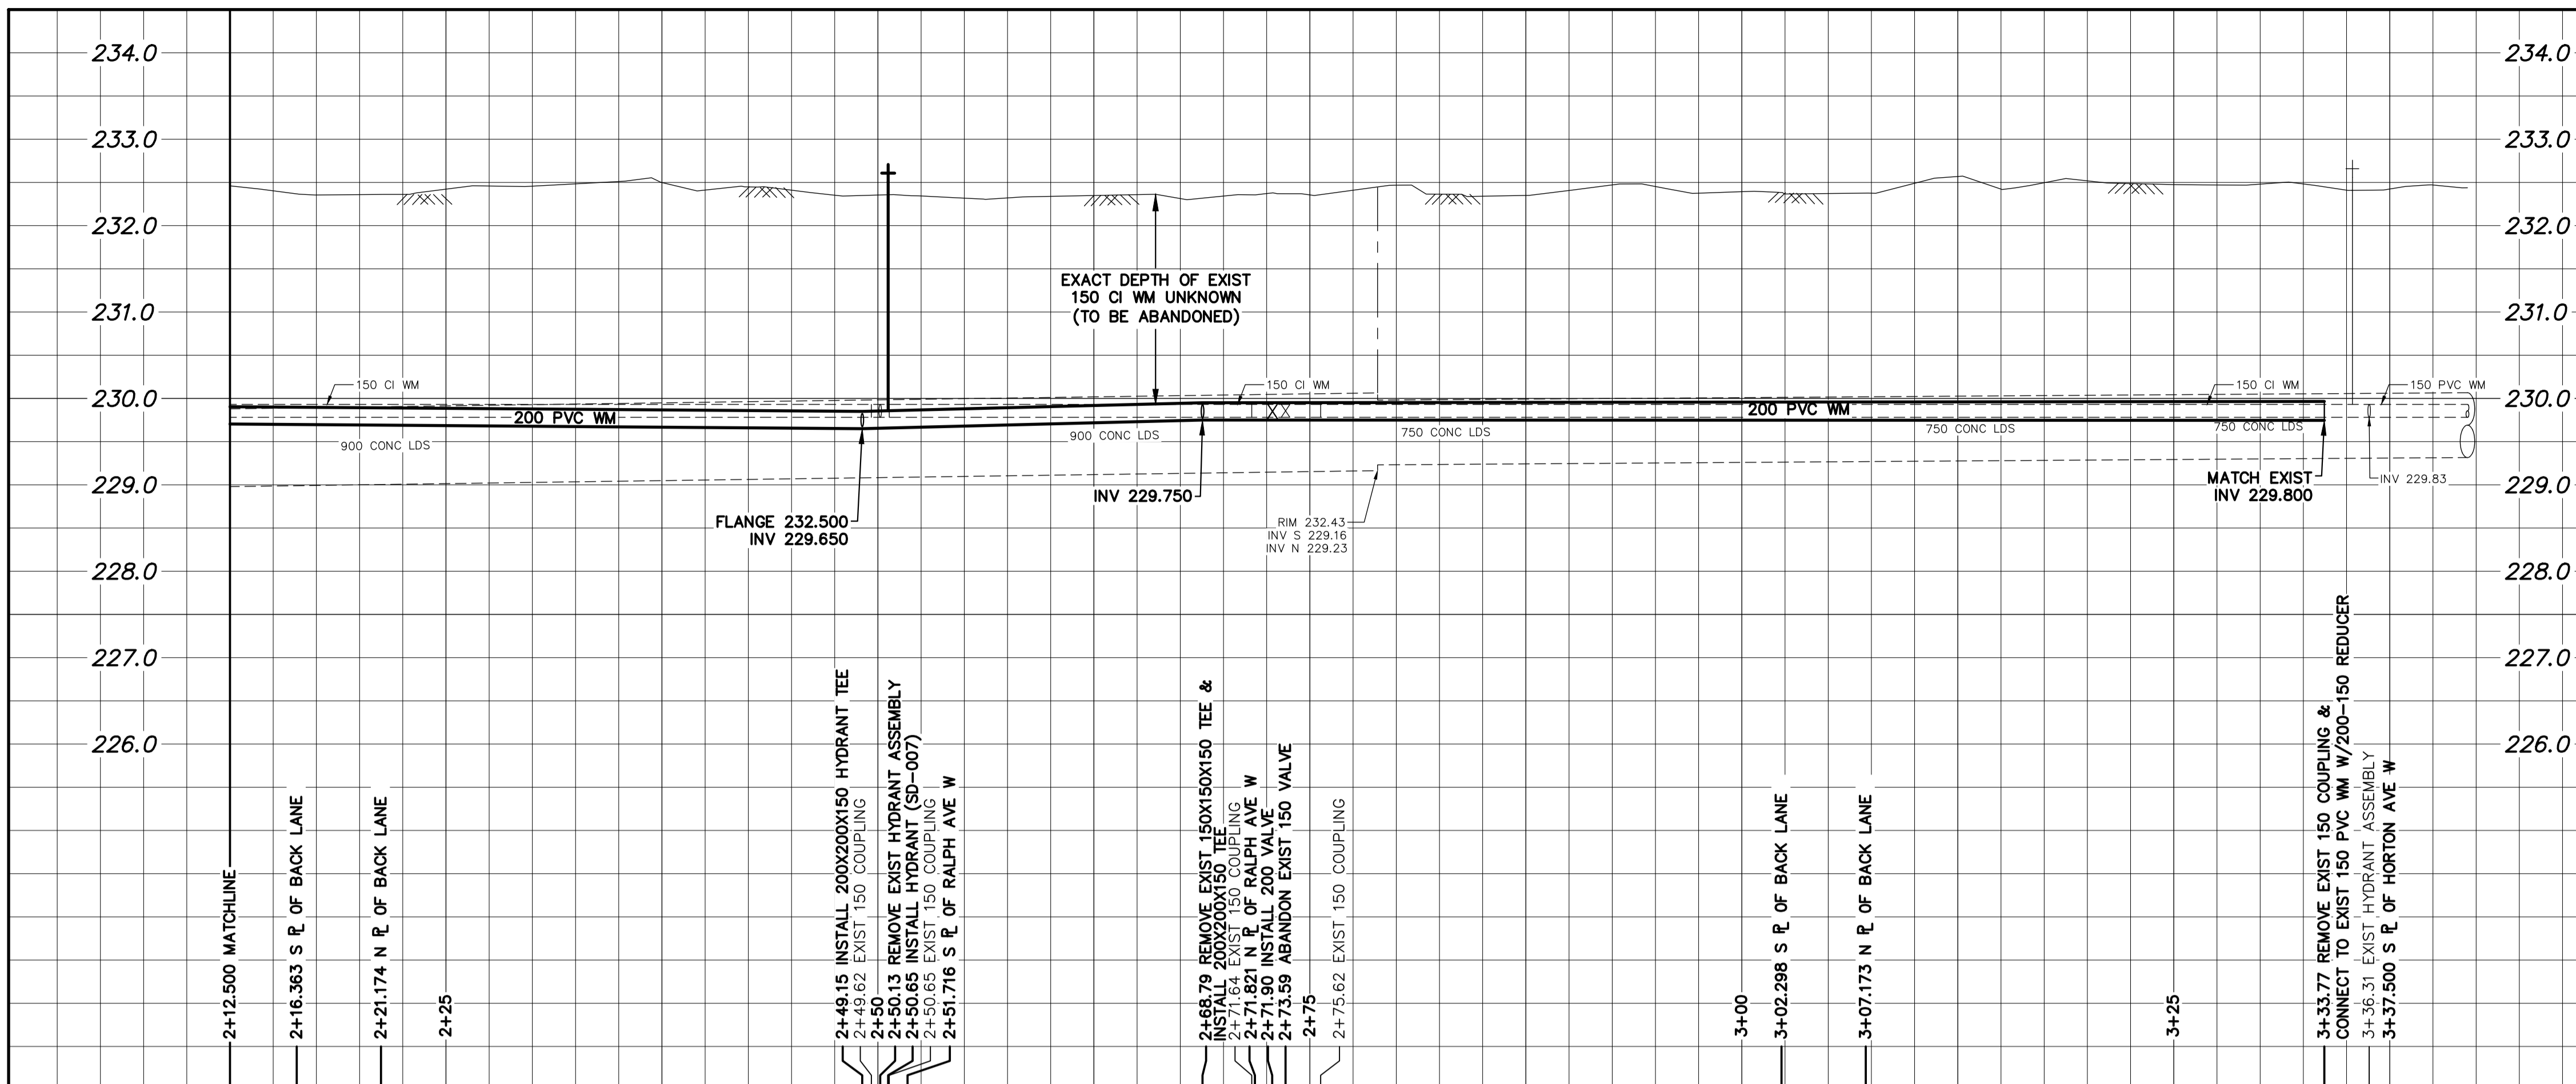 234.0
234.0
233.0
233.0
232.0
232.0
231.0
231.0
230.0
230.0
229.0
229.0
228.0
228.0
227.0
227.0
226.0
226.0
EXACT DEPTH OF EXIST
150 CI WM UNKNOWN
(TO BE ABANDONED)
150 CI WM
200 PVC WM
900 CONC LDS
900 CONC LDS
150 CI WM
750 CONC LDS
200 PVC WM
750 CONC LDS
150 CI WM
150 PVC WM
750 CONC LDS
FLANGE 232.500
INV 229.650
INV 229.750
RIM 232.43
INV S 229.16
INV N 229.23
MATCH EXIST
INV 229.800
INV 229.83
2+12.500 MATCHLINE
2+16.363 S PL OF BACK LANE
2+21.174 N PL OF BACK LANE
2+25
2+49.15 INSTALL 200X200X150 HYDRANT TEE
2+49.62 EXIST 150 COUPLING
2+50
2+50.13 REMOVE EXIST HYDRANT ASSEMBLY
2+50.65 INSTALL HYDRANT (SD-007)
2+50.65 EXIST 150 COUPLING
2+51.716 S PL OF RALPH AVE W
2+68.79 REMOVE EXIST 150X150X150X150 TEE &
INSTALL 200X200X150 TEE
2+71.64 EXIST 150 COUPLING
2+71.821 N PL OF RALPH AVE W
2+71.90 INSTALL 200 VALVE
2+73.59 ABANDON EXIST 150 VALVE
2+75
2+75.62 EXIST 150 COUPLING
3+00
3+02.298 S PL OF BACK LANE
3+07.173 N PL OF BACK LANE
3+25
3+33.77 REMOVE EXIST 150 COUPLING &
CONNECT TO EXIST 150 PVC WM W/200-150 REDUCER
3+36.31 EXIST HYDRANT ASSEMBLY
3+37.500 S PL OF HORTON AVE W